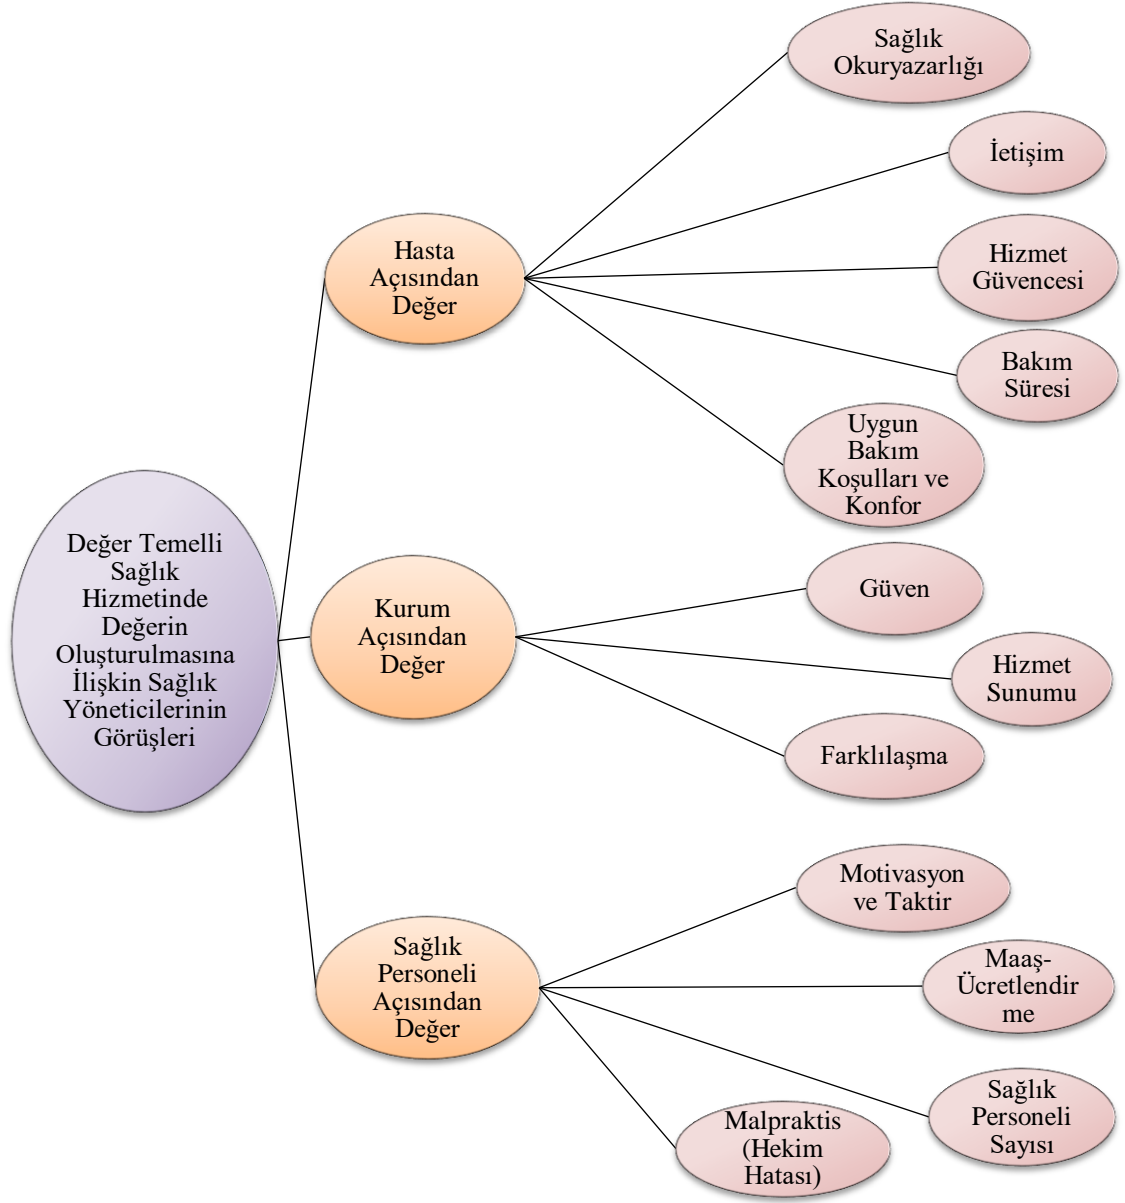 Sağlık
Okuryazarlığı
İletişim
Hasta
Açısından
Değer
Hizmet
Güvencesi
Bakım
Süresi
Uygun
Bakım
Koşulları ve
Konfor
Değer Temelli
Sağlık
Hizmetinde
Değerin
Oluşturulmasına
İlişkin Sağlık
Yöneticilerinin
Görüşleri
Kurum
Açısından
Değer
Güven
Hizmet
Sunumu
Farklılaşma
Sağlık
Personeli
Açısından
Değer
Motivasyon
ve Taktir
Maaş-
Ücretlendir
me
Sağlık
Personeli
Sayısı
Malpraktis
(Hekim
Hatası)